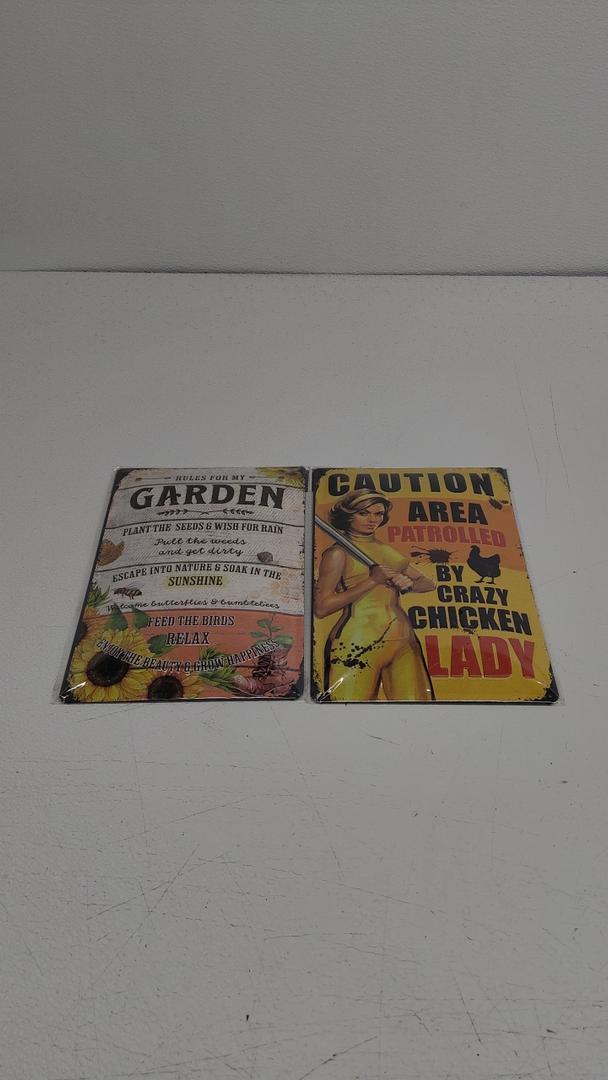 RULES FOR MY
GARDEN
PLANT THE SEEDS & WISH FOR RAIN
Pull the weeds
and get dirty
ESCAPE INTO NATURE & SOAK IN THE
SUNSHINE
Welcome butterflies & bumblebees
FEED THE BIRDS
RELAX
ENJOY THE BEAUTY & GROW HAPPINESS
CAUTION
AREA
PATROLLED
BY
CRAZY
CHICKEN
LADY